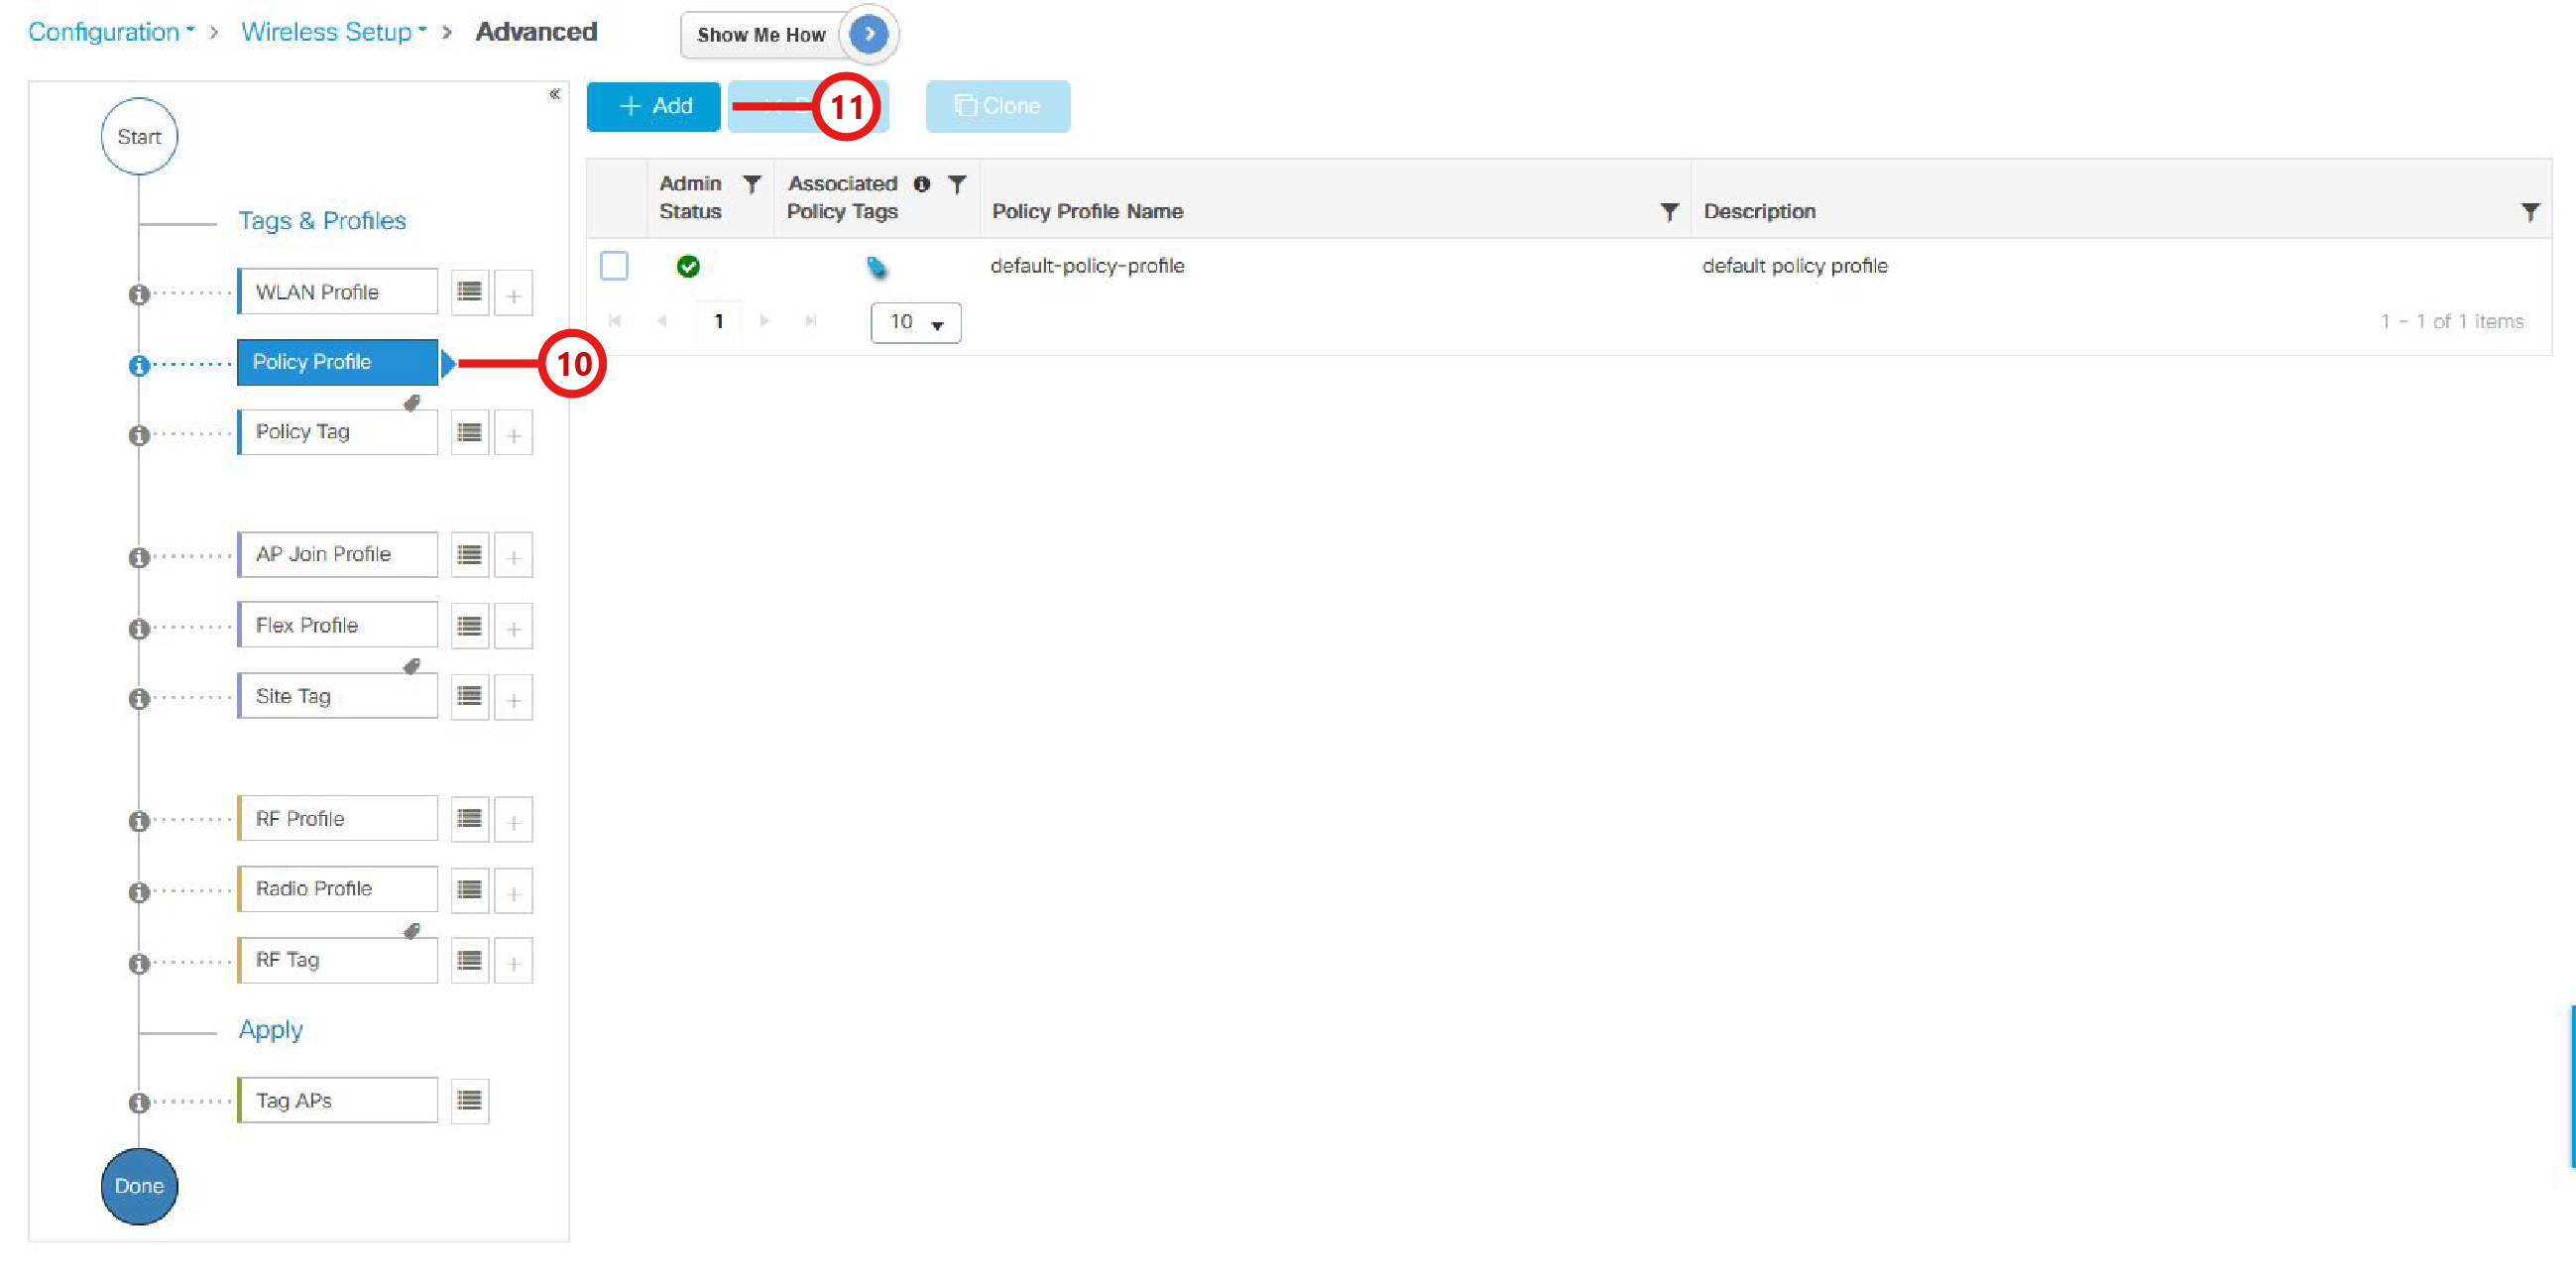 Configuration > Wireless Setup > Advanced
Show Me How
Start
Tags & Profiles
WLAN Profile
Policy Profile
10
Policy Tag
AP Join Profile
Flex Profile
Site Tag
RF Profile
Radio Profile
RF Tag
Apply
Tag APs
Done
+ Add
11
Clone
Admin Status
Associated Policy Tags
Policy Profile Name
Description
default-policy-profile
default policy profile
1
10
1 - 1 of 1 items